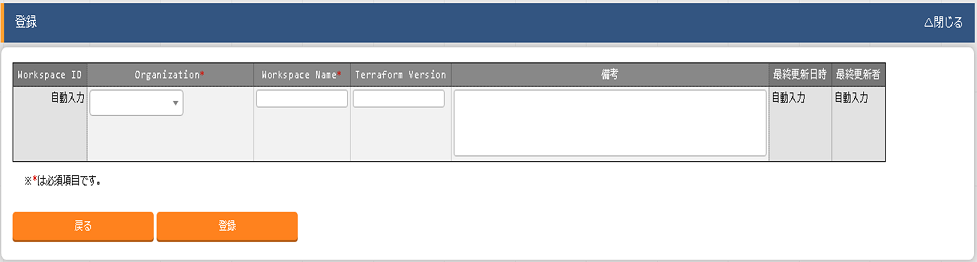 登録 △閉じる
Workspace ID Organization* Workspace Name* Terraform Version 備考 最終更新日時 最終更新者
自動入力 自動入力 自動入力
※*は必須項目です。
戻る 登録